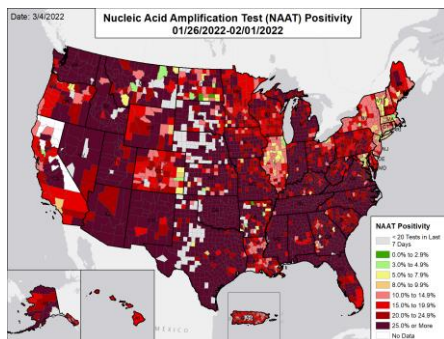 Date: 3/4/2022
Nucleic Acid Amplification Test (NAAT) Positivity
01/26/2022-02/01/2022
NAAT Positivity
< 20 Tests in Last
7 Days
0.0% to 2.9%
3.0% to 4.9%
5.0% to 7.9%
8.0% to 9.9%
10.0% to 14.9%
15.0% to 19.9%
20.0% to 24.9%
25.0% or More
No Data
MÉXICO